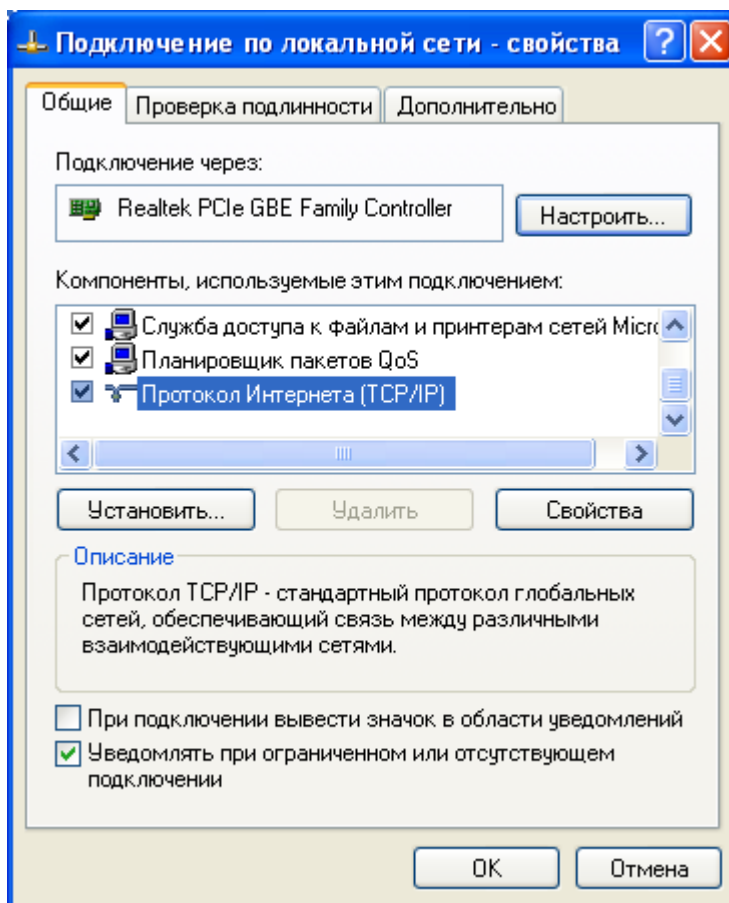 Подключение по локальной сети - свойства
Общие Проверка подлинности Дополнительно
Подключение через:
Realtek PCIe GBE Family Controller Настроить...
Компоненты, используемые этим подключением:
Служба доступа к файлам и принтерам сетей Micro
Планировщик пакетов QoS
Протокол Интернета (TCP/IP)
Установить... Удалить Свойства
Описание
Протокол TCP/IP - стандартный протокол глобальных
сетей, обеспечивающий связь между различными
взаимодействующими сетями.
При подключении вывести значок в области уведомлений
Уведомлять при ограниченном или отсутствующем
подключении
OK Отмена